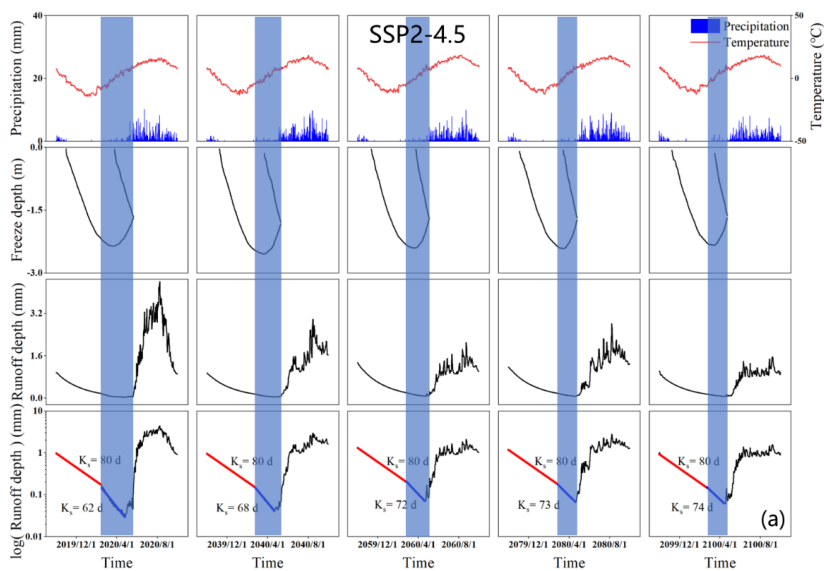 SSP2-4.5
Precipitation
Temperature
Precipitation (mm)
40
20
0
50
0
-50
Temperature (°C)
Freeze depth (m)
0.0
-1.5
-3.0
Runoff depth (mm)
3.2
1.6
0.0
log( Runoff depth ) (mm)
10
1
0.1
0.01
Ks= 80 d
Ks= 62 d
Ks= 80 d
Ks= 68 d
Ks= 80 d
Ks= 72 d
Ks= 80 d
Ks= 73 d
Ks= 80 d
Ks= 74 d
(a)
2019/12/1 2020/4/1 2020/8/1
2039/12/1 2040/4/1 2040/8/1
2059/12/1 2060/4/1 2060/8/1
2079/12/1 2080/4/1 2080/8/1
2099/12/1 2100/4/1 2100/8/1
Time
Time
Time
Time
Time